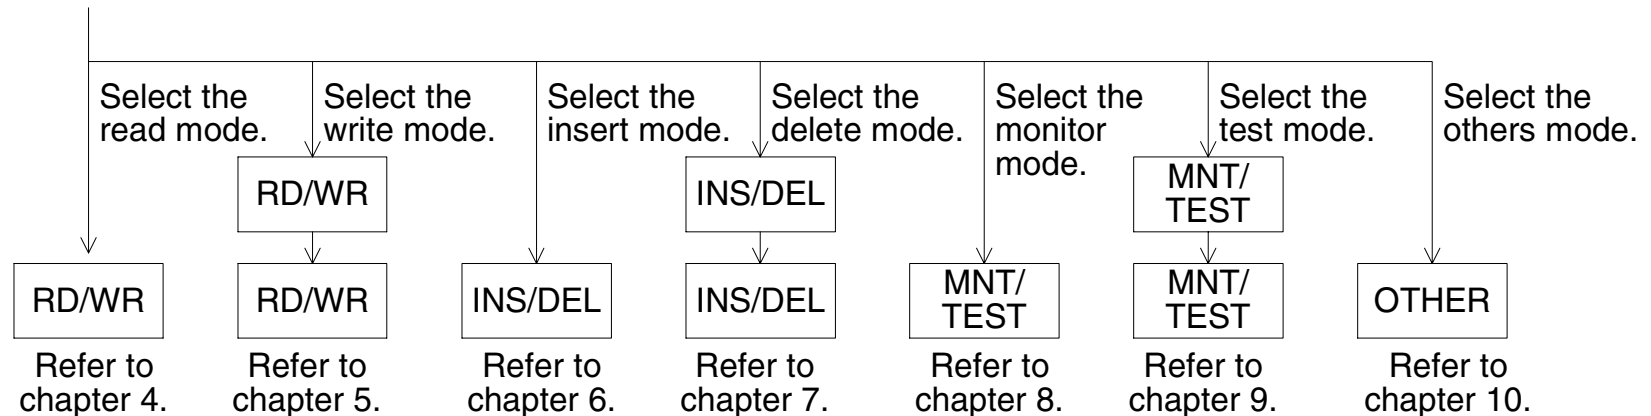 Select the
read mode.
Select the
write mode.
Select the
insert mode.
Select the
delete mode.
Select the
monitor
mode.
Select the
test mode.
Select the
others mode.
RD/WR
INS/DEL
MNT/
TEST
RD/WR
RD/WR
INS/DEL
INS/DEL
MNT/
TEST
MNT/
TEST
OTHER
Refer to
chapter 4.
Refer to
chapter 5.
Refer to
chapter 6.
Refer to
chapter 7.
Refer to
chapter 8.
Refer to
chapter 9.
Refer to
chapter 10.